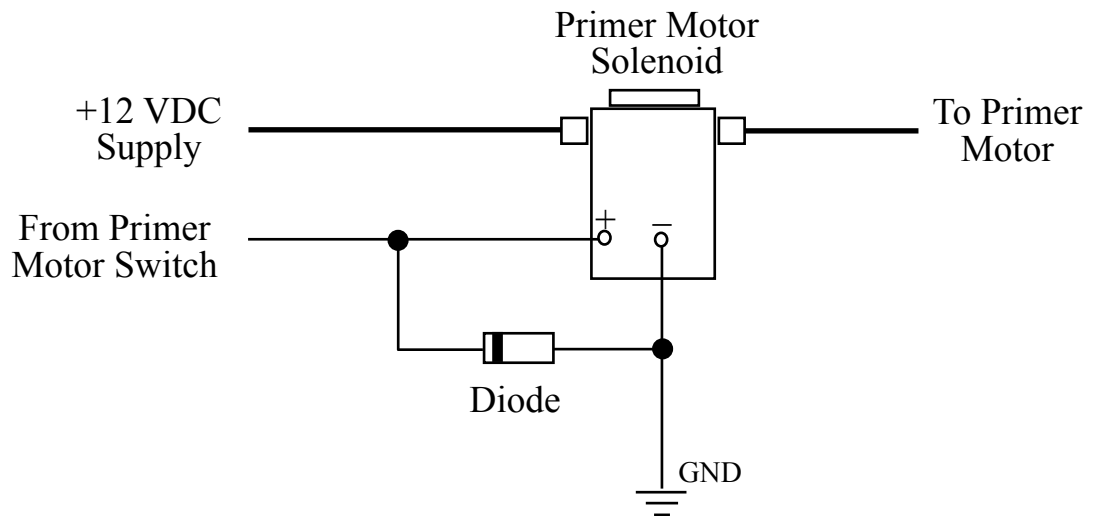 Primer Motor
Solenoid
+12 VDC
Supply
To Primer
Motor
From Primer
Motor Switch
+
−
Diode
GND